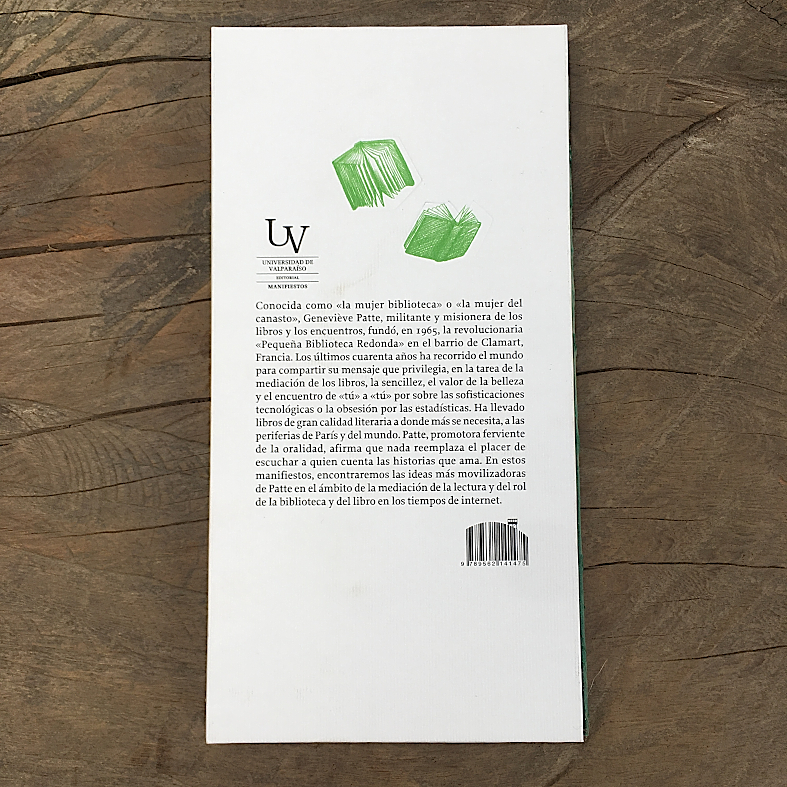 UV
UNIVERSIDAD DE
VALPARAÍSO
EDITORIAL
MANIFIESTOS
Conocida como «la mujer biblioteca» o «la mujer del
canasto», Geneviève Patte, militante y misionera de los
libros y los encuentros, fundó, en 1965, la revolucionaria
«Pequeña Biblioteca Redonda» en el barrio de Clamart,
Francia. Los últimos cuarenta años ha recorrido el mundo
para compartir su mensaje que privilegia, en la tarea de la
mediación de los libros, la sencillez, el valor de la belleza
y el encuentro de «tú» a «tú» por sobre las sofisticaciones
tecnológicas o la obsesión por las estadísticas. Ha llevado
libros de gran calidad literaria a donde más se necesita, a las
periferias de París y del mundo. Patte, promotora ferviente
de la oralidad, afirma que nada reemplaza el placer de
escuchar a quien cuenta las historias que ama. En estos
manifiestos, encontraremos las ideas más movilizadoras
de Patte en el ámbito de la mediación de la lectura y del rol
de la biblioteca y del libro en los tiempos de internet.
9 789562 141475